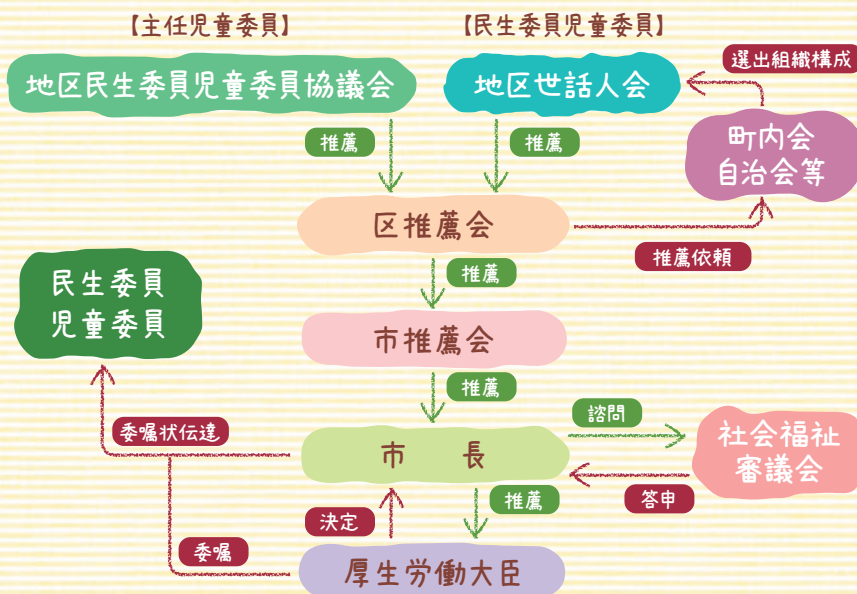 【主任児童委員】
【民生委員児童委員】
地区民生委員児童委員協議会
地区世話人会
選出組織構成
推薦
推薦
町内会
自治会等
区推薦会
推薦依頼
推薦
民生委員
児童委員
市推薦会
推薦
諮問
委嘱状伝達
市 長
社会福祉
審議会
推薦
答申
決定
委嘱
厚生労働大臣